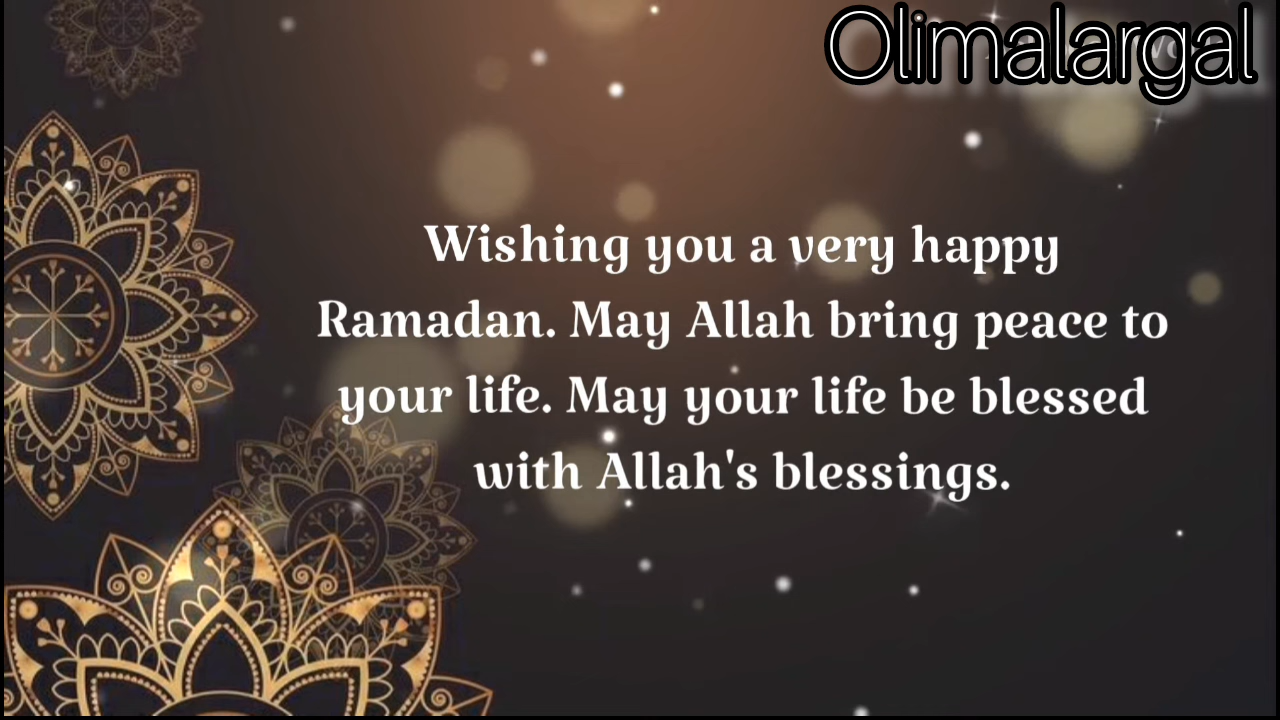 Olimalargal
Wishing you a very happy
Ramadan. May Allah bring peace to
your life. May your life be blessed
with Allah's blessings.